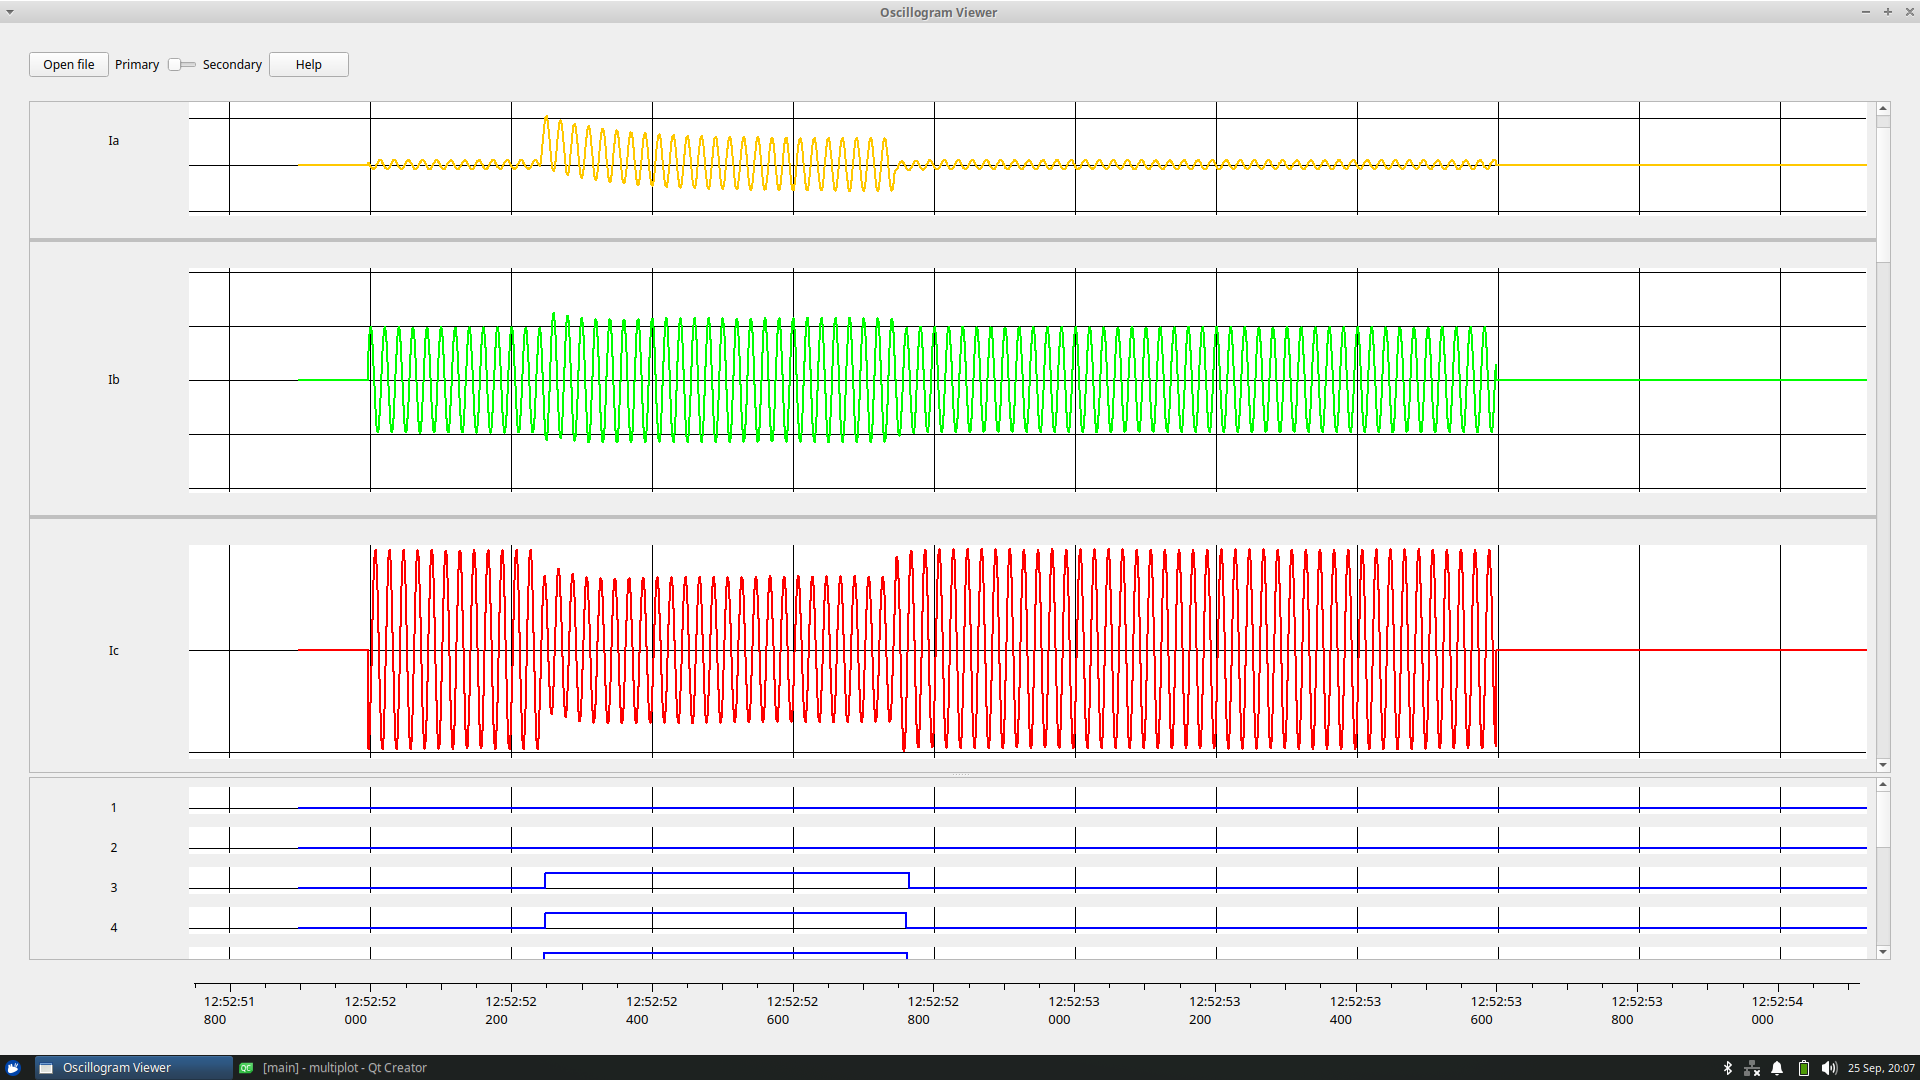 Oscillogram Viewer
Open file Primary Secondary Help
Ia
Ib
Ic
1
2
3
4
12:52:51 12:52:52 12:52:52 12:52:52 12:52:52 12:52:52 12:52:53 12:52:53 12:52:53 12:52:53 12:52:53 12:52:54
800 000 200 400 600 800 000 200 400 600 800 000
Oscillogram Viewer QC [main] - multiplot - Qt Creator 25 Sep, 20:07